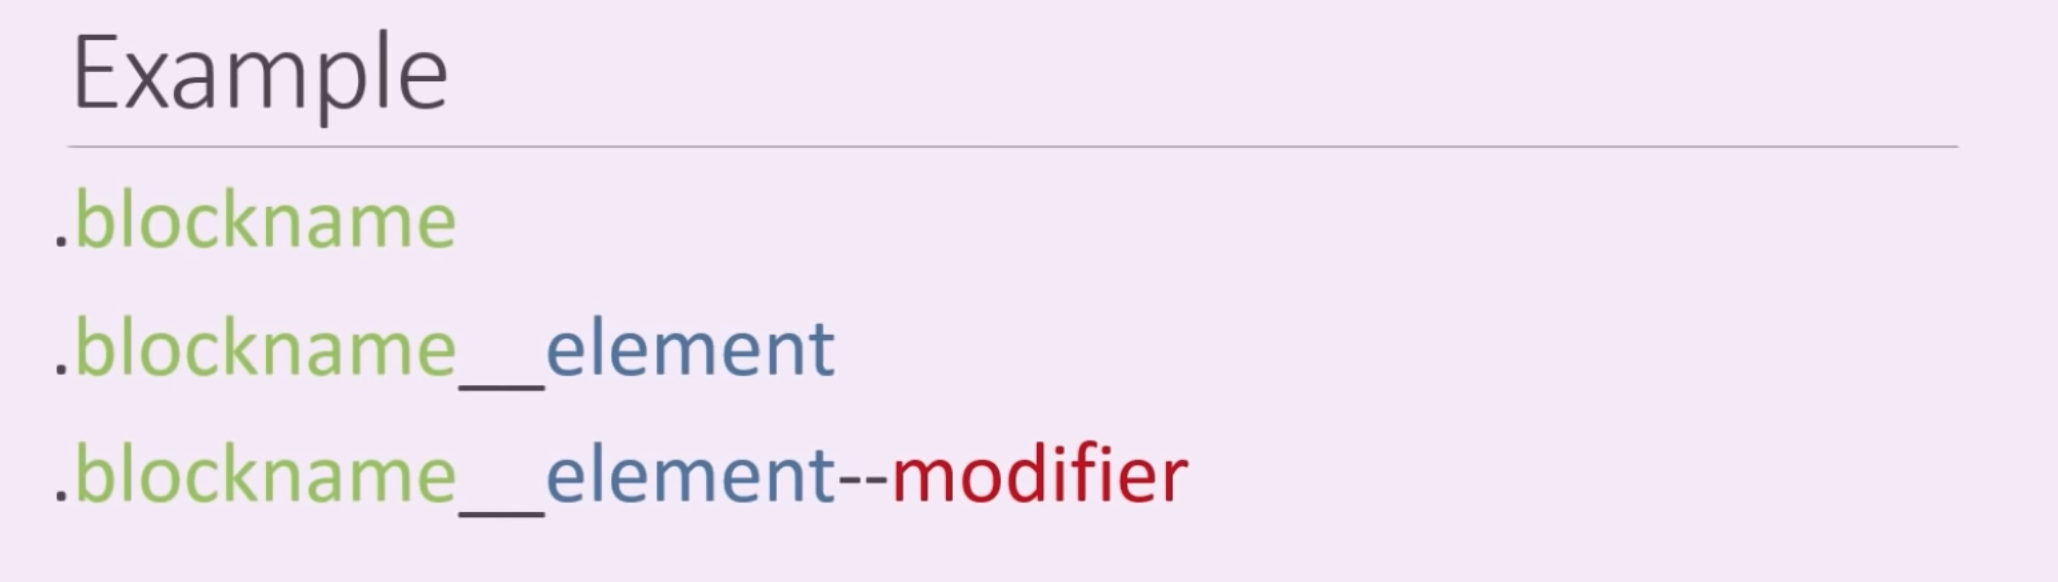 Example
.blockname
.blockname__element
.blockname__element--modifier